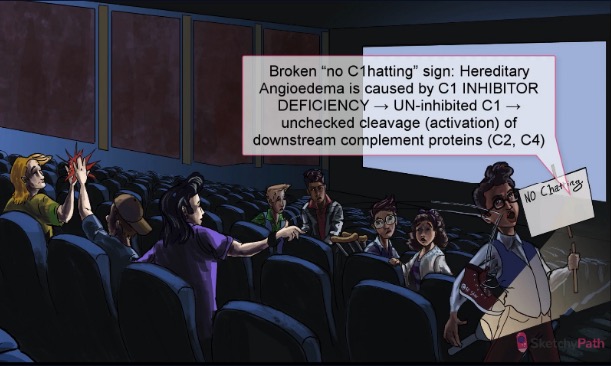 Broken “no C1hatting” sign: Hereditary
Angioedema is caused by C1 INHIBITOR
DEFICIENCY → UN-inhibited C1 →
unchecked cleavage (activation) of
downstream complement proteins (C2, C4)
NO Chatting
SketchyPath